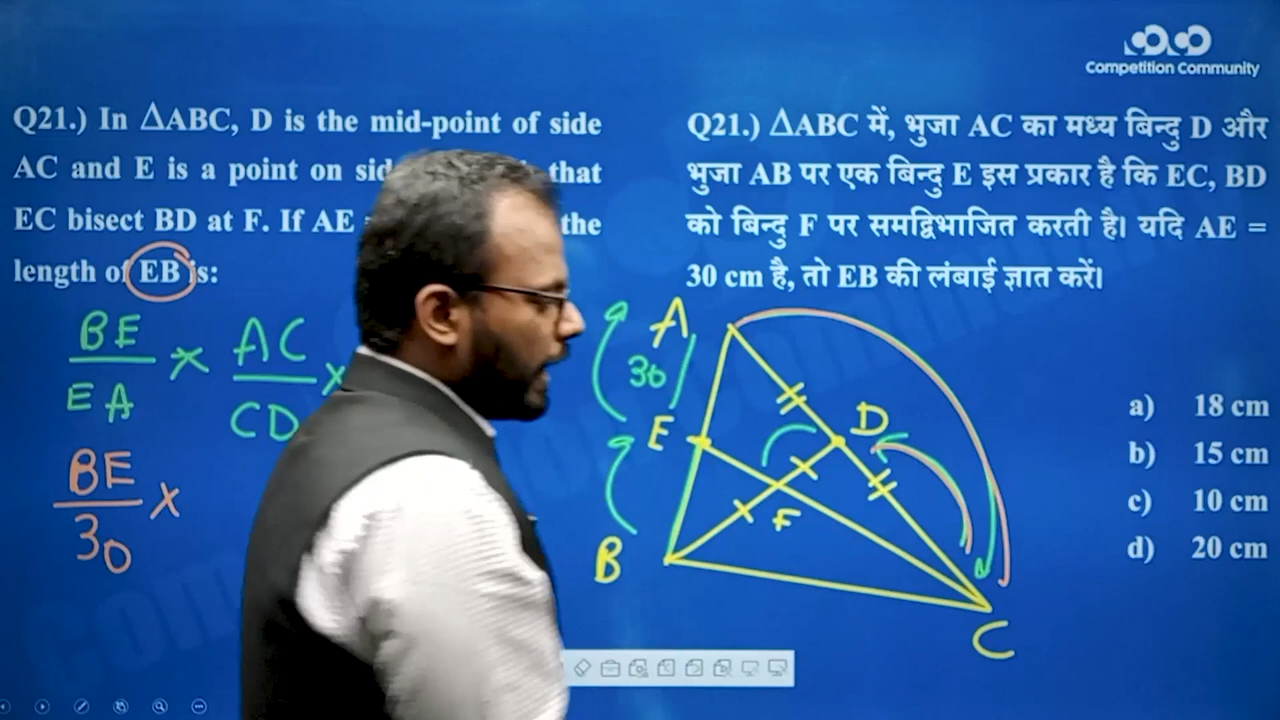 Competition Community
Q21.) In ΔABC, D is the mid-point of side
AC and E is a point on that
EC bisect BD at F. If AE the
length of EB is:
Q21.) ΔABC में, भुजा AC का मध्य बिन्दु D और
भुजा AB पर एक बिन्दु E इस प्रकार है कि EC, BD
को बिन्दु F पर समद्विभाजित करती है। यदि AE =
30 cm है, तो EB की लंबाई ज्ञात करें।
a) 18 cm
b) 15 cm
c) 10 cm
d) 20 cm
BE/EA × AC/CD ×
BE/30 ×
A
30
E
D
F
B
C